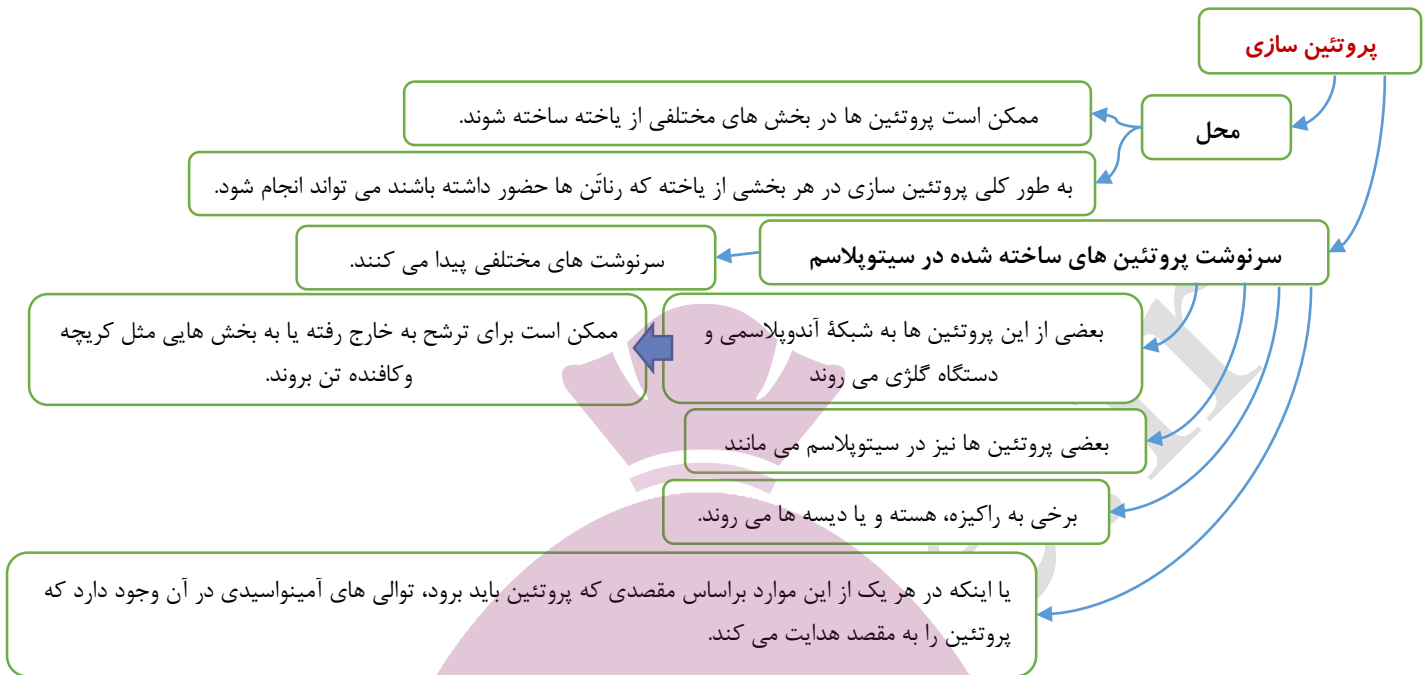 پروتئین سازی
محل
ممکن است پروتئین ها در بخش های مختلفی از یاخته ساخته شوند.
به طور کلی پروتئین سازی در هر بخشی از یاخته که رناتَن ها حضور داشته باشند می تواند انجام شود.
سرنوشت پروتئین های ساخته شده در سیتوپلاسم
سرنوشت های مختلفی پیدا می کنند.
بعضی از این پروتئین ها به شبکهٔ آندوپلاسمی و
دستگاه گلژی می روند
ممکن است برای ترشح به خارج رفته یا به بخش هایی مثل کریچه
وکافنده تن بروند.
بعضی پروتئین ها نیز در سیتوپلاسم می مانند
برخی به راکیزه، هسته و یا دیسه ها می روند.
یا اینکه در هر یک از این موارد براساس مقصدی که پروتئین باید برود، توالی های آمینواسیدی در آن وجود دارد که
پروتئین را به مقصد هدایت می کند.